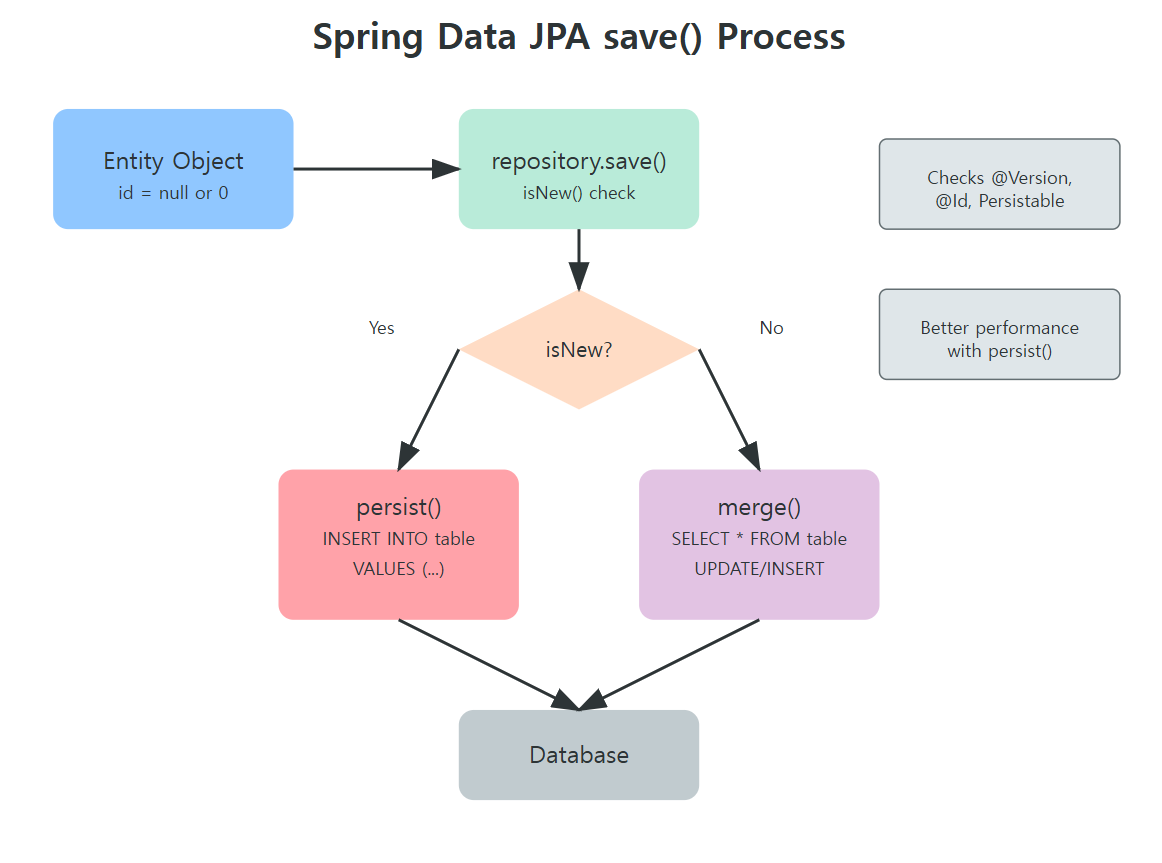 Spring Data JPA save() Process
Entity Object
id = null or 0
repository.save()
isNew() check
Checks @Version,
@Id, Persistable
Yes
isNew?
No
Better performance
with persist()
persist()
INSERT INTO table
VALUES (...)
merge()
SELECT * FROM table
UPDATE/INSERT
Database